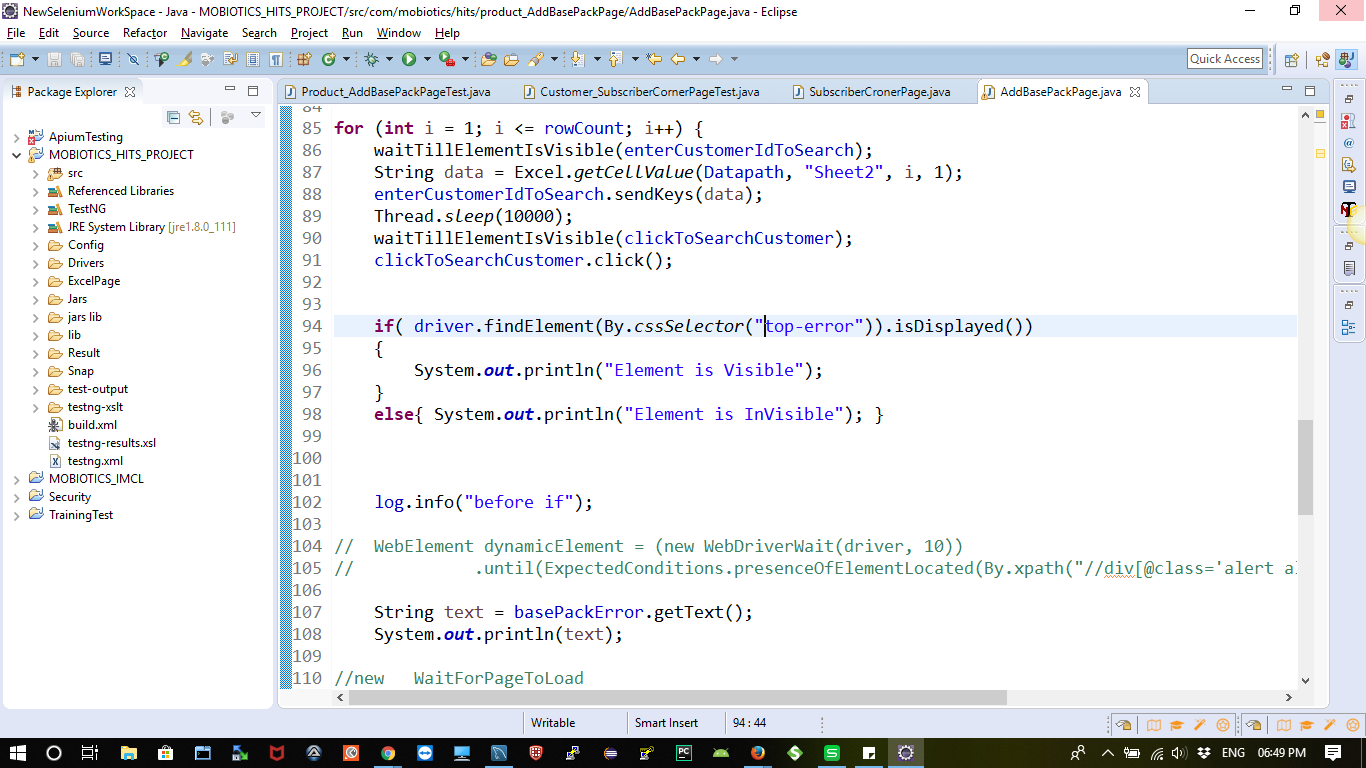 NewSeleniumWorkSpace - Java - MOBIOTICS_HITS_PROJECT/src/com/mobiotics/hits/product_AddBasePackPage/AddBasePackPage.java - Eclipse
File Edit Source Refactor Navigate Search Project Run Window Help
Quick Access
Package Explorer
Product_AddBasePackPageTest.java Customer_SubscriberCornerPageTest.java SubscriberCronerPage.java AddBasePackPage.java
ApiumTesting
MOBIOTICS_HITS_PROJECT
src
Referenced Libraries
TestNG
JRE System Library [jre1.8.0_111]
Config
Drivers
ExcelPage
Jars
jars lib
lib
Result
Snap
test-output
testng-xslt
build.xml
testng-results.xsl
testng.xml
MOBIOTICS_IMCL
Security
TrainingTest
84
85 for (int i = 1; i <= rowCount; i++) {
86 waitTillElementIsVisible(enterCustomerIdToSearch);
87 String data = Excel.getCellValue(Datapath, "Sheet2", i, 1);
88 enterCustomerIdToSearch.sendKeys(data);
89 Thread.sleep(10000);
90 waitTillElementIsVisible(clickToSearchCustomer);
91 clickToSearchCustomer.click();
92
93
94 if( driver.findElement(By.cssSelector("top-error")).isDisplayed())
95 {
96 System.out.println("Element is Visible");
97 }
98 else{ System.out.println("Element is InVisible"); }
99
100
101
102 log.info("before if");
103
104 // WebElement dynamicElement = (new WebDriverWait(driver, 10))
105 // .until(ExpectedConditions.presenceOfElementLocated(By.xpath("//div[@class='alert al
106
107 String text = basePackError.getText();
108 System.out.println(text);
109
110 //new WaitForPageToLoad
Writable Smart Insert 94 : 44
ENG 06:49 PM